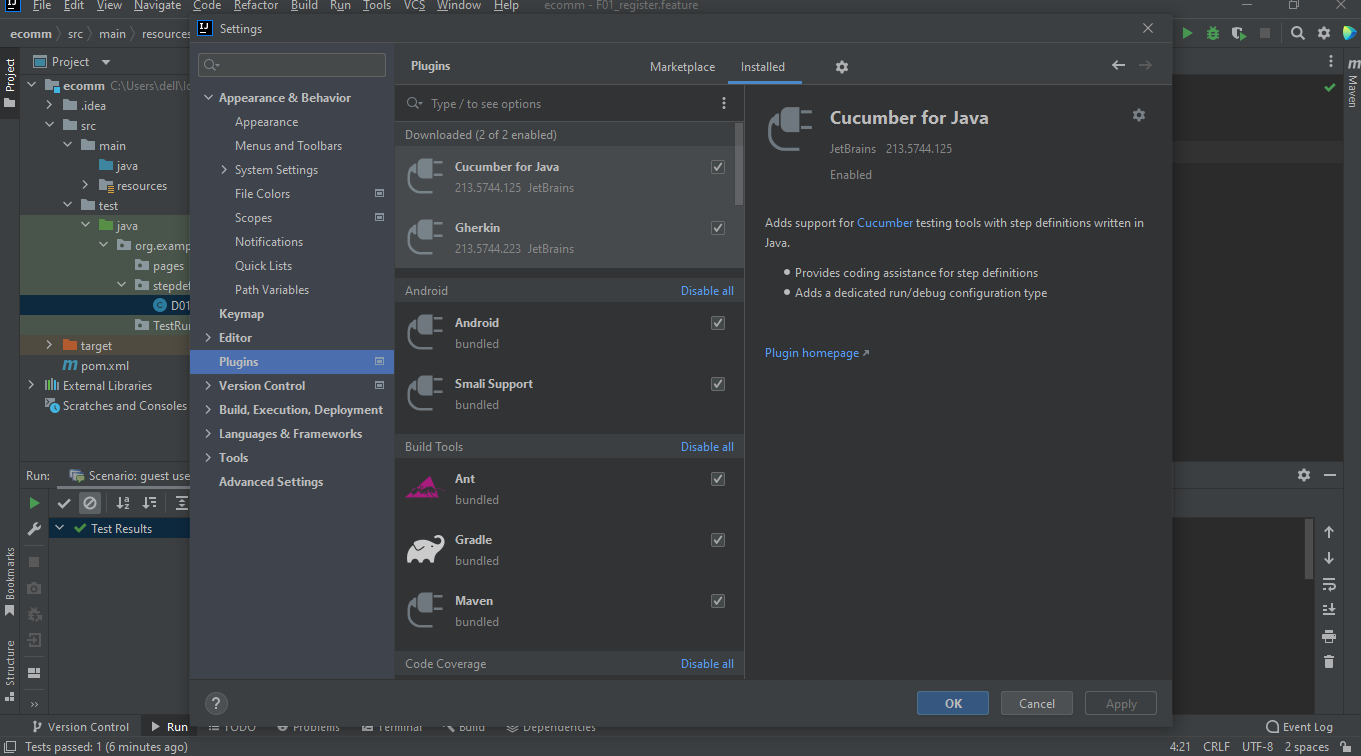 File Edit View Navigate Code Refactor Build Run Tools VCS Window Help ecomm - F01_register.feature
ecomm src main resources
Settings
Project
Project
ecomm C:\Users\dell\
.idea
src
main
java
resources
test
java
org.examp
pages
stepdef
D01
TestRu
target
pom.xml
External Libraries
Scratches and Consoles
Appearance & Behavior
Appearance
Menus and Toolbars
System Settings
File Colors
Scopes
Notifications
Quick Lists
Path Variables
Keymap
Editor
Plugins
Version Control
Build, Execution, Deployment
Languages & Frameworks
Tools
Advanced Settings
Plugins Marketplace Installed
Type / to see options
Downloaded (2 of 2 enabled)
Cucumber for Java
213.5744.125 JetBrains
Gherkin
213.5744.223 JetBrains
Android Disable all
Android
bundled
Smali Support
bundled
Build Tools Disable all
Ant
bundled
Gradle
bundled
Maven
bundled
Code Coverage Disable all
Cucumber for Java
JetBrains 213.5744.125
Enabled
Adds support for Cucumber testing tools with step definitions written in
Java.
Provides coding assistance for step definitions
Adds a dedicated run/debug configuration type
Plugin homepage
m
Maven
Run: Scenario: guest use
Test Results
Bookmarks
Structure
? OK Cancel Apply
Version Control Run TODO Problems Terminal Build Dependencies Event Log
Tests passed: 1 (6 minutes ago) 4:21 CRLF UTF-8 2 spaces